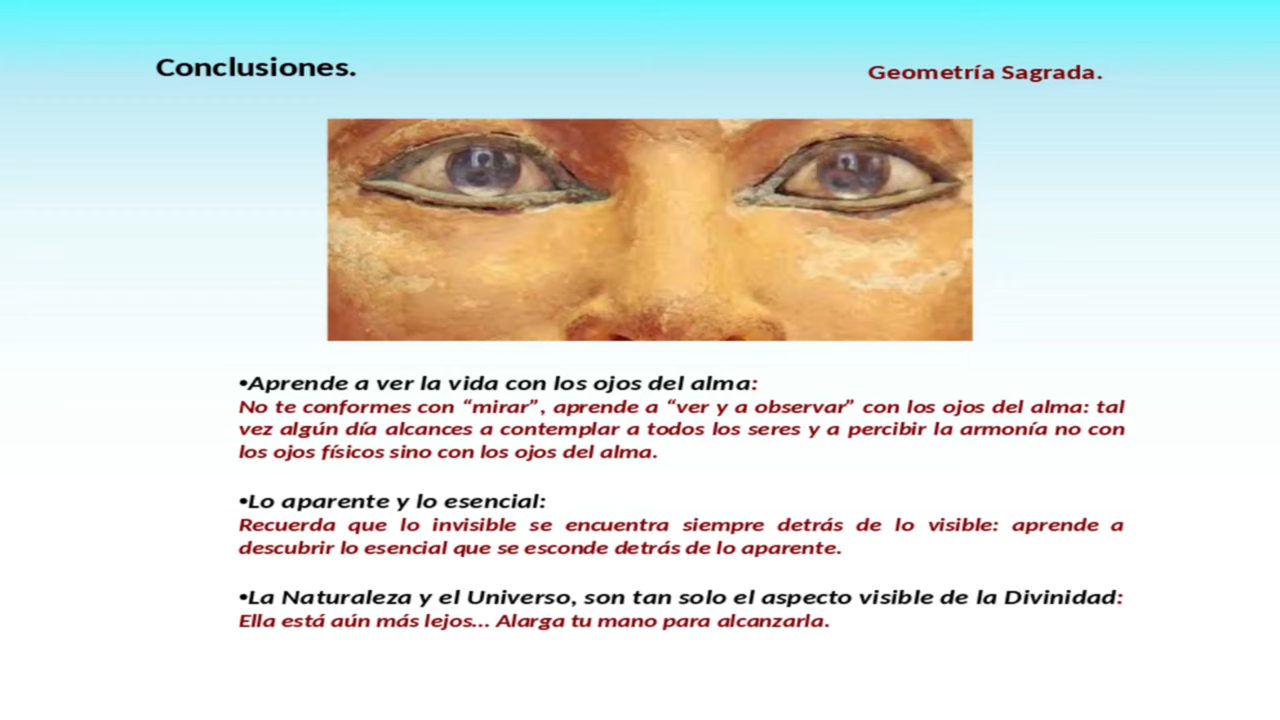 Conclusiones.
Geometría Sagrada.
•Aprende a ver la vida con los ojos del alma:
No te conformes con “mirar”, aprende a “ver y a observar” con los ojos del alma: tal
vez algún día alcances a contemplar a todos los seres y a percibir la armonía no con
los ojos físicos sino con los ojos del alma.
•Lo aparente y lo esencial:
Recuerda que lo invisible se encuentra siempre detrás de lo visible: aprende a
descubrir lo esencial que se esconde detrás de lo aparente.
•La Naturaleza y el Universo, son tan solo el aspecto visible de la Divinidad:
Ella está aún más lejos... Alarga tu mano para alcanzarla.